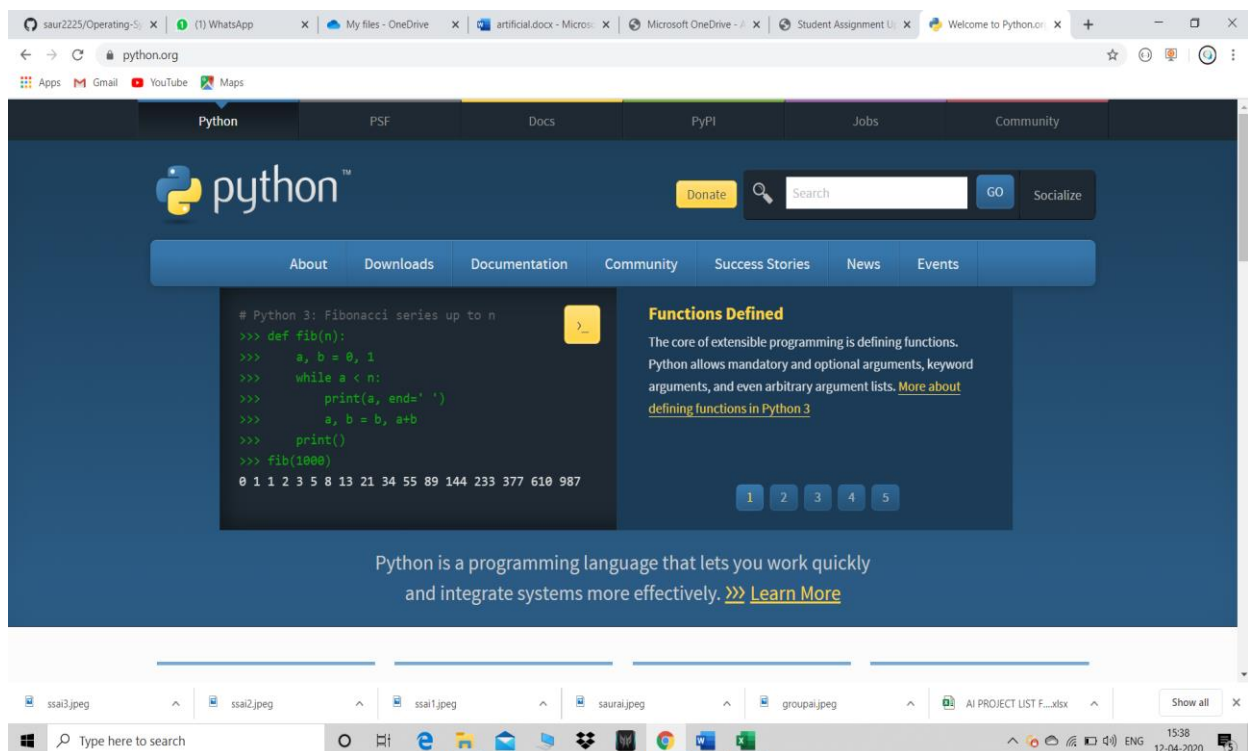 saur2225/Operating-Sy
(1) WhatsApp
My files - OneDrive
artificial.docx - Micros
Microsoft OneDrive - A
Student Assignment U
Welcome to Python.or
python.org
Apps Gmail YouTube Maps
Python PSF Docs PyPI Jobs Community
python™
Donate Search GO Socialize
About Downloads Documentation Community Success Stories News Events
# Python 3: Fibonacci series up to n
>>> def fib(n):
>>>     a, b = 0, 1
>>>     while a < n:
>>>         print(a, end=' ')
>>>         a, b = b, a+b
>>>     print()
>>> fib(1000)
0 1 1 2 3 5 8 13 21 34 55 89 144 233 377 610 987
>_
Functions Defined
The core of extensible programming is defining functions.
Python allows mandatory and optional arguments, keyword
arguments, and even arbitrary argument lists. More about
defining functions in Python 3
1 2 3 4 5
Python is a programming language that lets you work quickly
and integrate systems more effectively. >>> Learn More
ssai3.jpeg ssai2.jpeg ssai1.jpeg saurai.jpeg groupai.jpeg AI PROJECT LIST F....xlsx Show all
Type here to search
ENG
15:38
12-04-2020
5